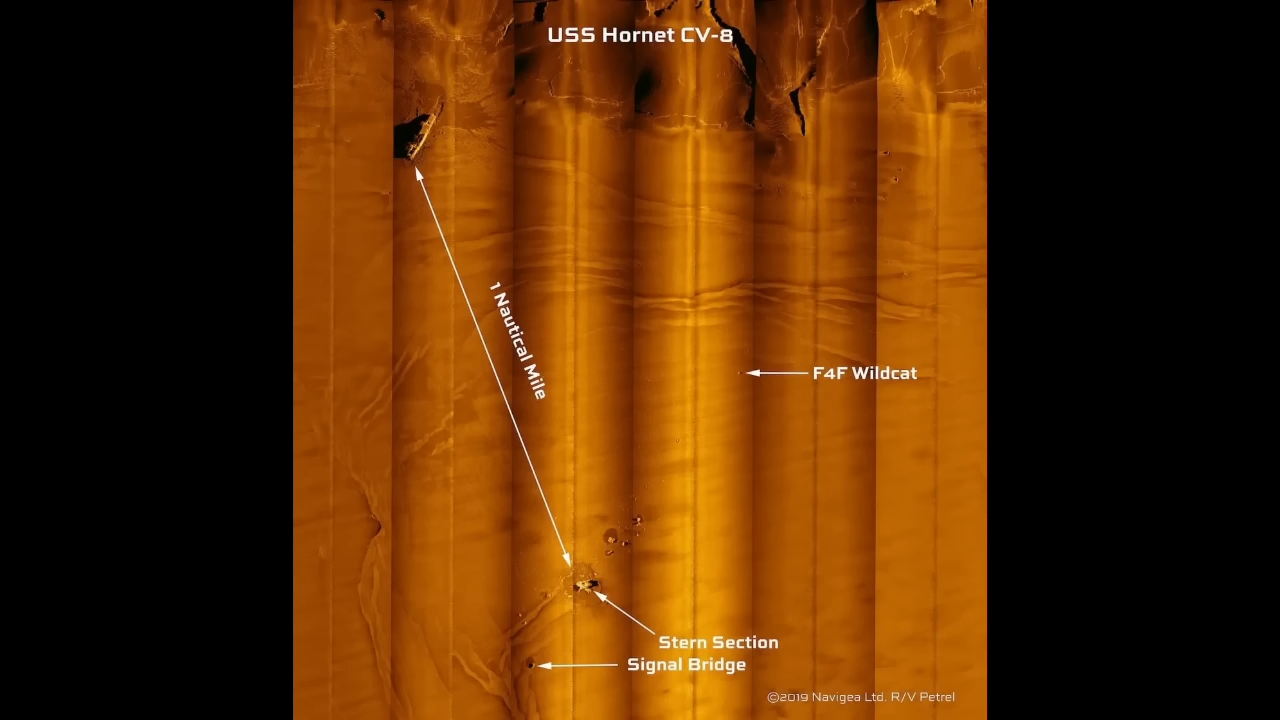 USS Hornet CV-8
1 Nautical Mile
F4F Wildcat
Stern Section
Signal Bridge
©2019 Navigea Ltd. R/V Petrel